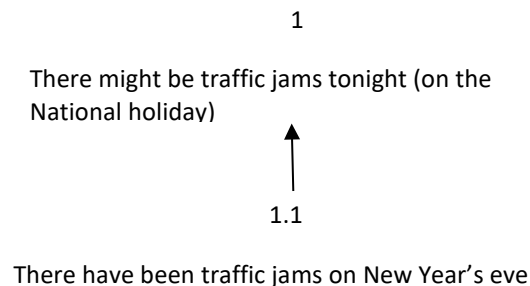 1
There might be traffic jams tonight (on the
National holiday)
1.1
There have been traffic jams on New Year’s eve